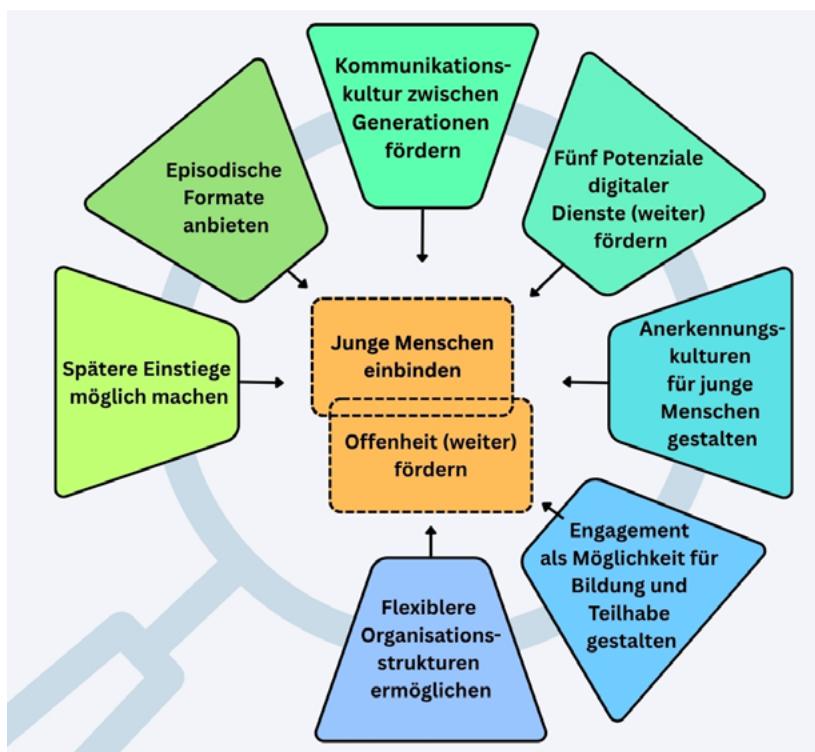 Kommunikations-
kultur zwischen
Generationen
fördern
Fünf Potenziale
digitaler
Dienste (weiter)
fördern
Anerkennungs-
kulturen
für junge
Menschen
gestalten
Engagement
als Möglichkeit für
Bildung und
Teilhabe
gestalten
Flexiblere
Organisations-
strukturen
ermöglichen
Spätere Einstiege
möglich machen
Episodische
Formate
anbieten
Junge Menschen
einbinden
Offenheit (weiter)
fördern